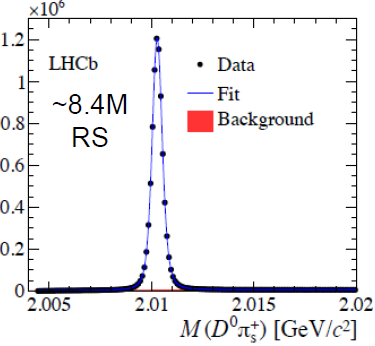 ×10⁶
1.2
1
0.8
0.6
0.4
0.2
0
LHCb
~8.4M
RS
Data
Fit
Background
2.005 2.01 2.015 2.02
M(D⁰π⁺ₛ) [GeV/c²]